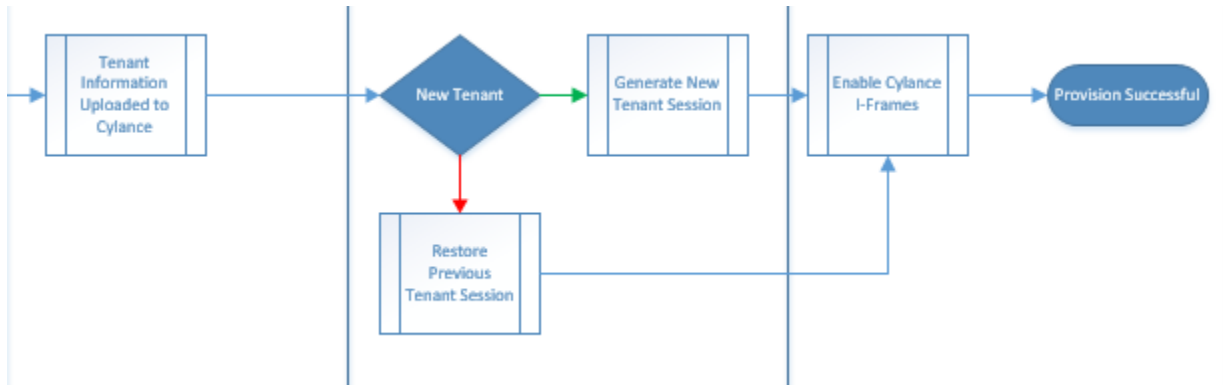 Tenant
Information
Uploaded to
Cylance
New Tenant
Generate New
Tenant Session
Enable Cylance
I-Frames
Provision Successful
Restore
Previous
Tenant Session